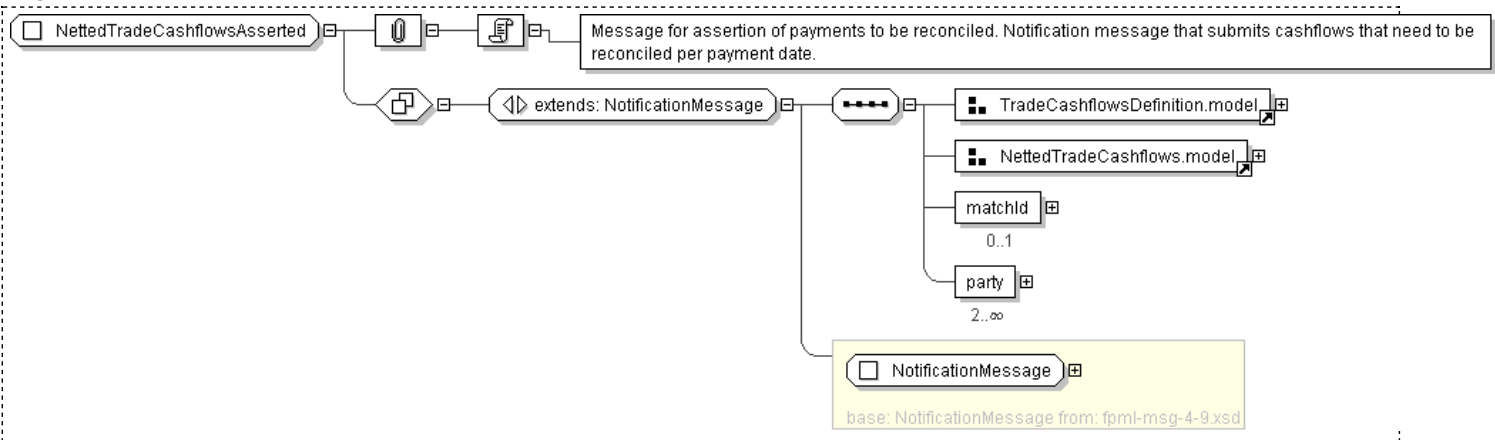 NettedTradeCashflowsAsserted
Message for assertion of payments to be reconciled. Notification message that submits cashflows that need to be
reconciled per payment date.
extends: NotificationMessage
TradeCashflowsDefinition.model
NettedTradeCashflows.model
matchId
0..1
party
2..∞
NotificationMessage
base: NotificationMessage from: fpml-msg-4-9.xsd